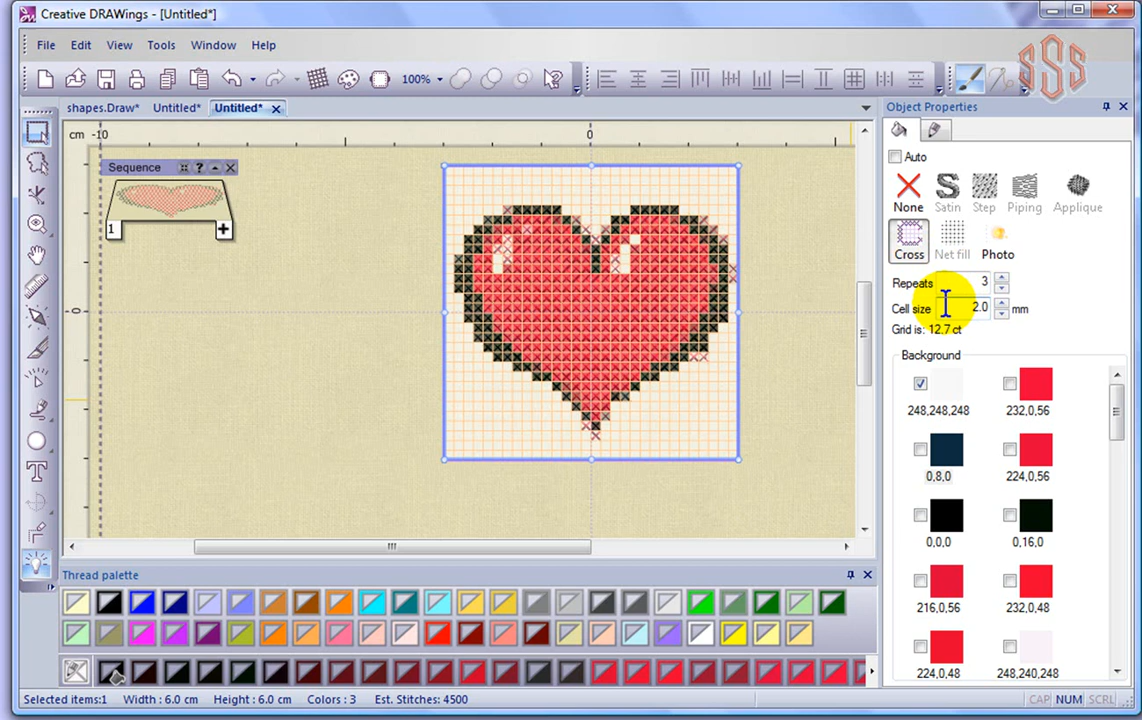 Creative DRAWings - [Untitled*]
File Edit View Tools Window Help
100%
SSS
shapes.Draw* Untitled* Untitled*
Object Properties
cm -10 0
Sequence
1
0
Auto
None Satin Step Piping Applique
Cross Net fill Photo
Repeats 3
Cell size 2.0 mm
Grid is: 12.7 ct
Background
248,248,248 232,0,56
0,8,0 224,0,56
0,0,0 0,16,0
216,0,56 232,0,48
224,0,48 248,240,248
Thread palette
Selected items:1 Width : 6.0 cm Height : 6.0 cm Colors : 3 Est. Stitches: 4500 CAP NUM SCRL